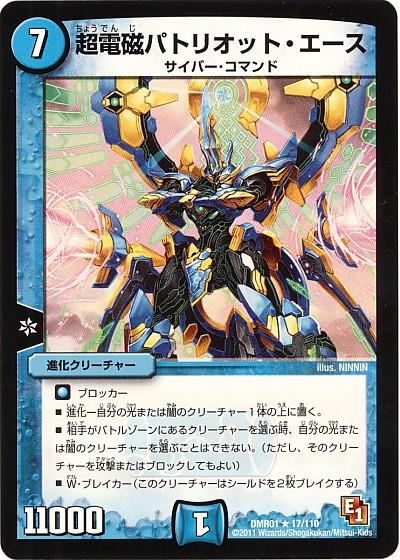 7
ちょうでんじ
超電磁パトリオット・エース
サイバー・コマンド
illus. NINNIN
進化クリーチャー
ブロッカー
■ 進化－自分の光または闇のクリーチャー1体の上に置く。
■ 相手がバトルゾーンにあるクリーチャーを選ぶ時、自分の光また
は闇のクリーチャーを選ぶことはできない。(ただし、そのクリー
チャーを攻撃またはブロックしてもよい)
■ W・ブレイカー(このクリーチャーはシールドを2枚ブレイクする)
11000
1
E1
DMR01 ★ 17/110
©2011 Wizards/Shogakukan/Mitsui-Kids